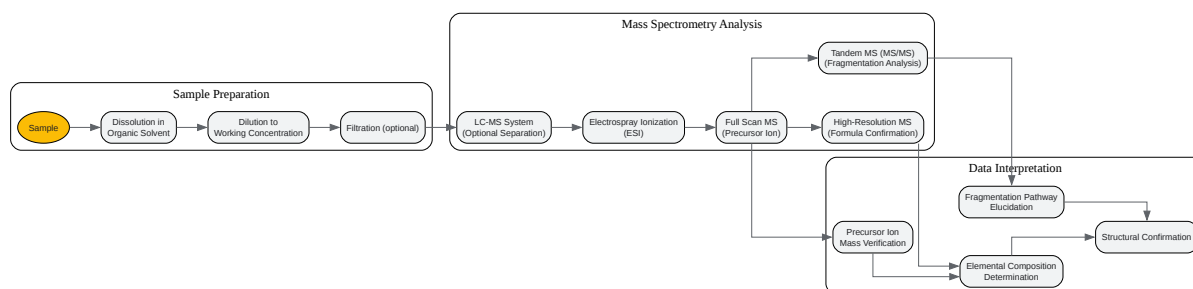 Mass Spectrometry Analysis
Tandem MS (MS/MS)
(Fragmentation Analysis)
Sample Preparation
Sample
Dissolution in
Organic Solvent
Dilution to
Working Concentration
Filtration (optional)
LC-MS System
(Optional Separation)
Electrospray Ionization
(ESI)
Full Scan MS
(Precursor Ion)
High-Resolution MS
(Formula Confirmation)
Data Interpretation
Fragmentation Pathway
Elucidation
Precursor Ion
Mass Verification
Structural Confirmation
Elemental Composition
Determination